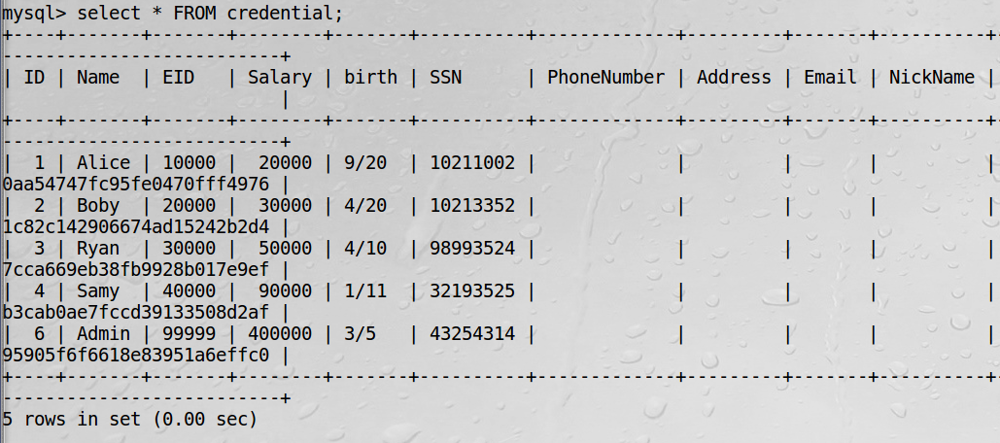 mysql> select * FROM credential;
+----+-------+-------+--------+-------+----------+-------------+---------+-------+----------+-
--------------------------+
| ID | Name  | EID   | Salary | birth | SSN      | PhoneNumber | Address | Email | NickName |
                          |
+----+-------+-------+--------+-------+----------+-------------+---------+-------+----------+-
--------------------------+
|  1 | Alice | 10000 |  20000 | 9/20  | 10211002 |             |         |       |          |
0aa54747fc95fe0470fff4976 |
|  2 | Boby  | 20000 |  30000 | 4/20  | 10213352 |             |         |       |          |
1c82c142906674ad15242b2d4 |
|  3 | Ryan  | 30000 |  50000 | 4/10  | 98993524 |             |         |       |          |
7cca669eb38fb9928b017e9ef |
|  4 | Samy  | 40000 |  90000 | 1/11  | 32193525 |             |         |       |          |
b3cab0ae7fccd39133508d2af |
|  6 | Admin | 99999 | 400000 | 3/5   | 43254314 |             |         |       |          |
95905f6f6618e83951a6effc0 |
+----+-------+-------+--------+-------+----------+-------------+---------+-------+----------+-
--------------------------+
5 rows in set (0.00 sec)